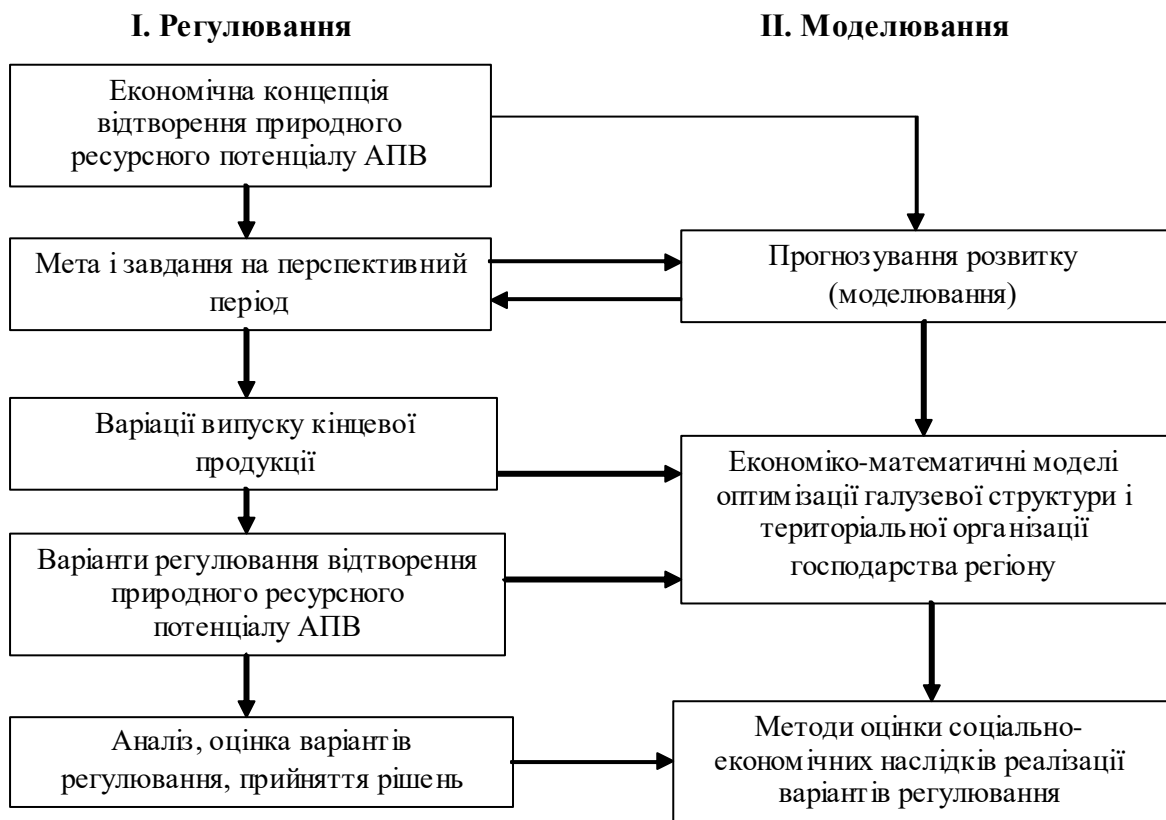 I. Регулювання
II. Моделювання
Економічна концепція
відтворення природного
ресурсного потенціалу АПВ
Мета і завдання на перспективний
період
Прогнозування розвитку
(моделювання)
Варіації випуску кінцевої
продукції
Економіко-математичні моделі
оптимізації галузевої структури і
територіальної організації
господарства регіону
Варіанти регулювання відтворення
природного ресурсного
потенціалу АПВ
Аналіз, оцінка варіантів
регулювання, прийняття рішень
Методи оцінки соціально-
економічних наслідків реалізації
варіантів регулювання